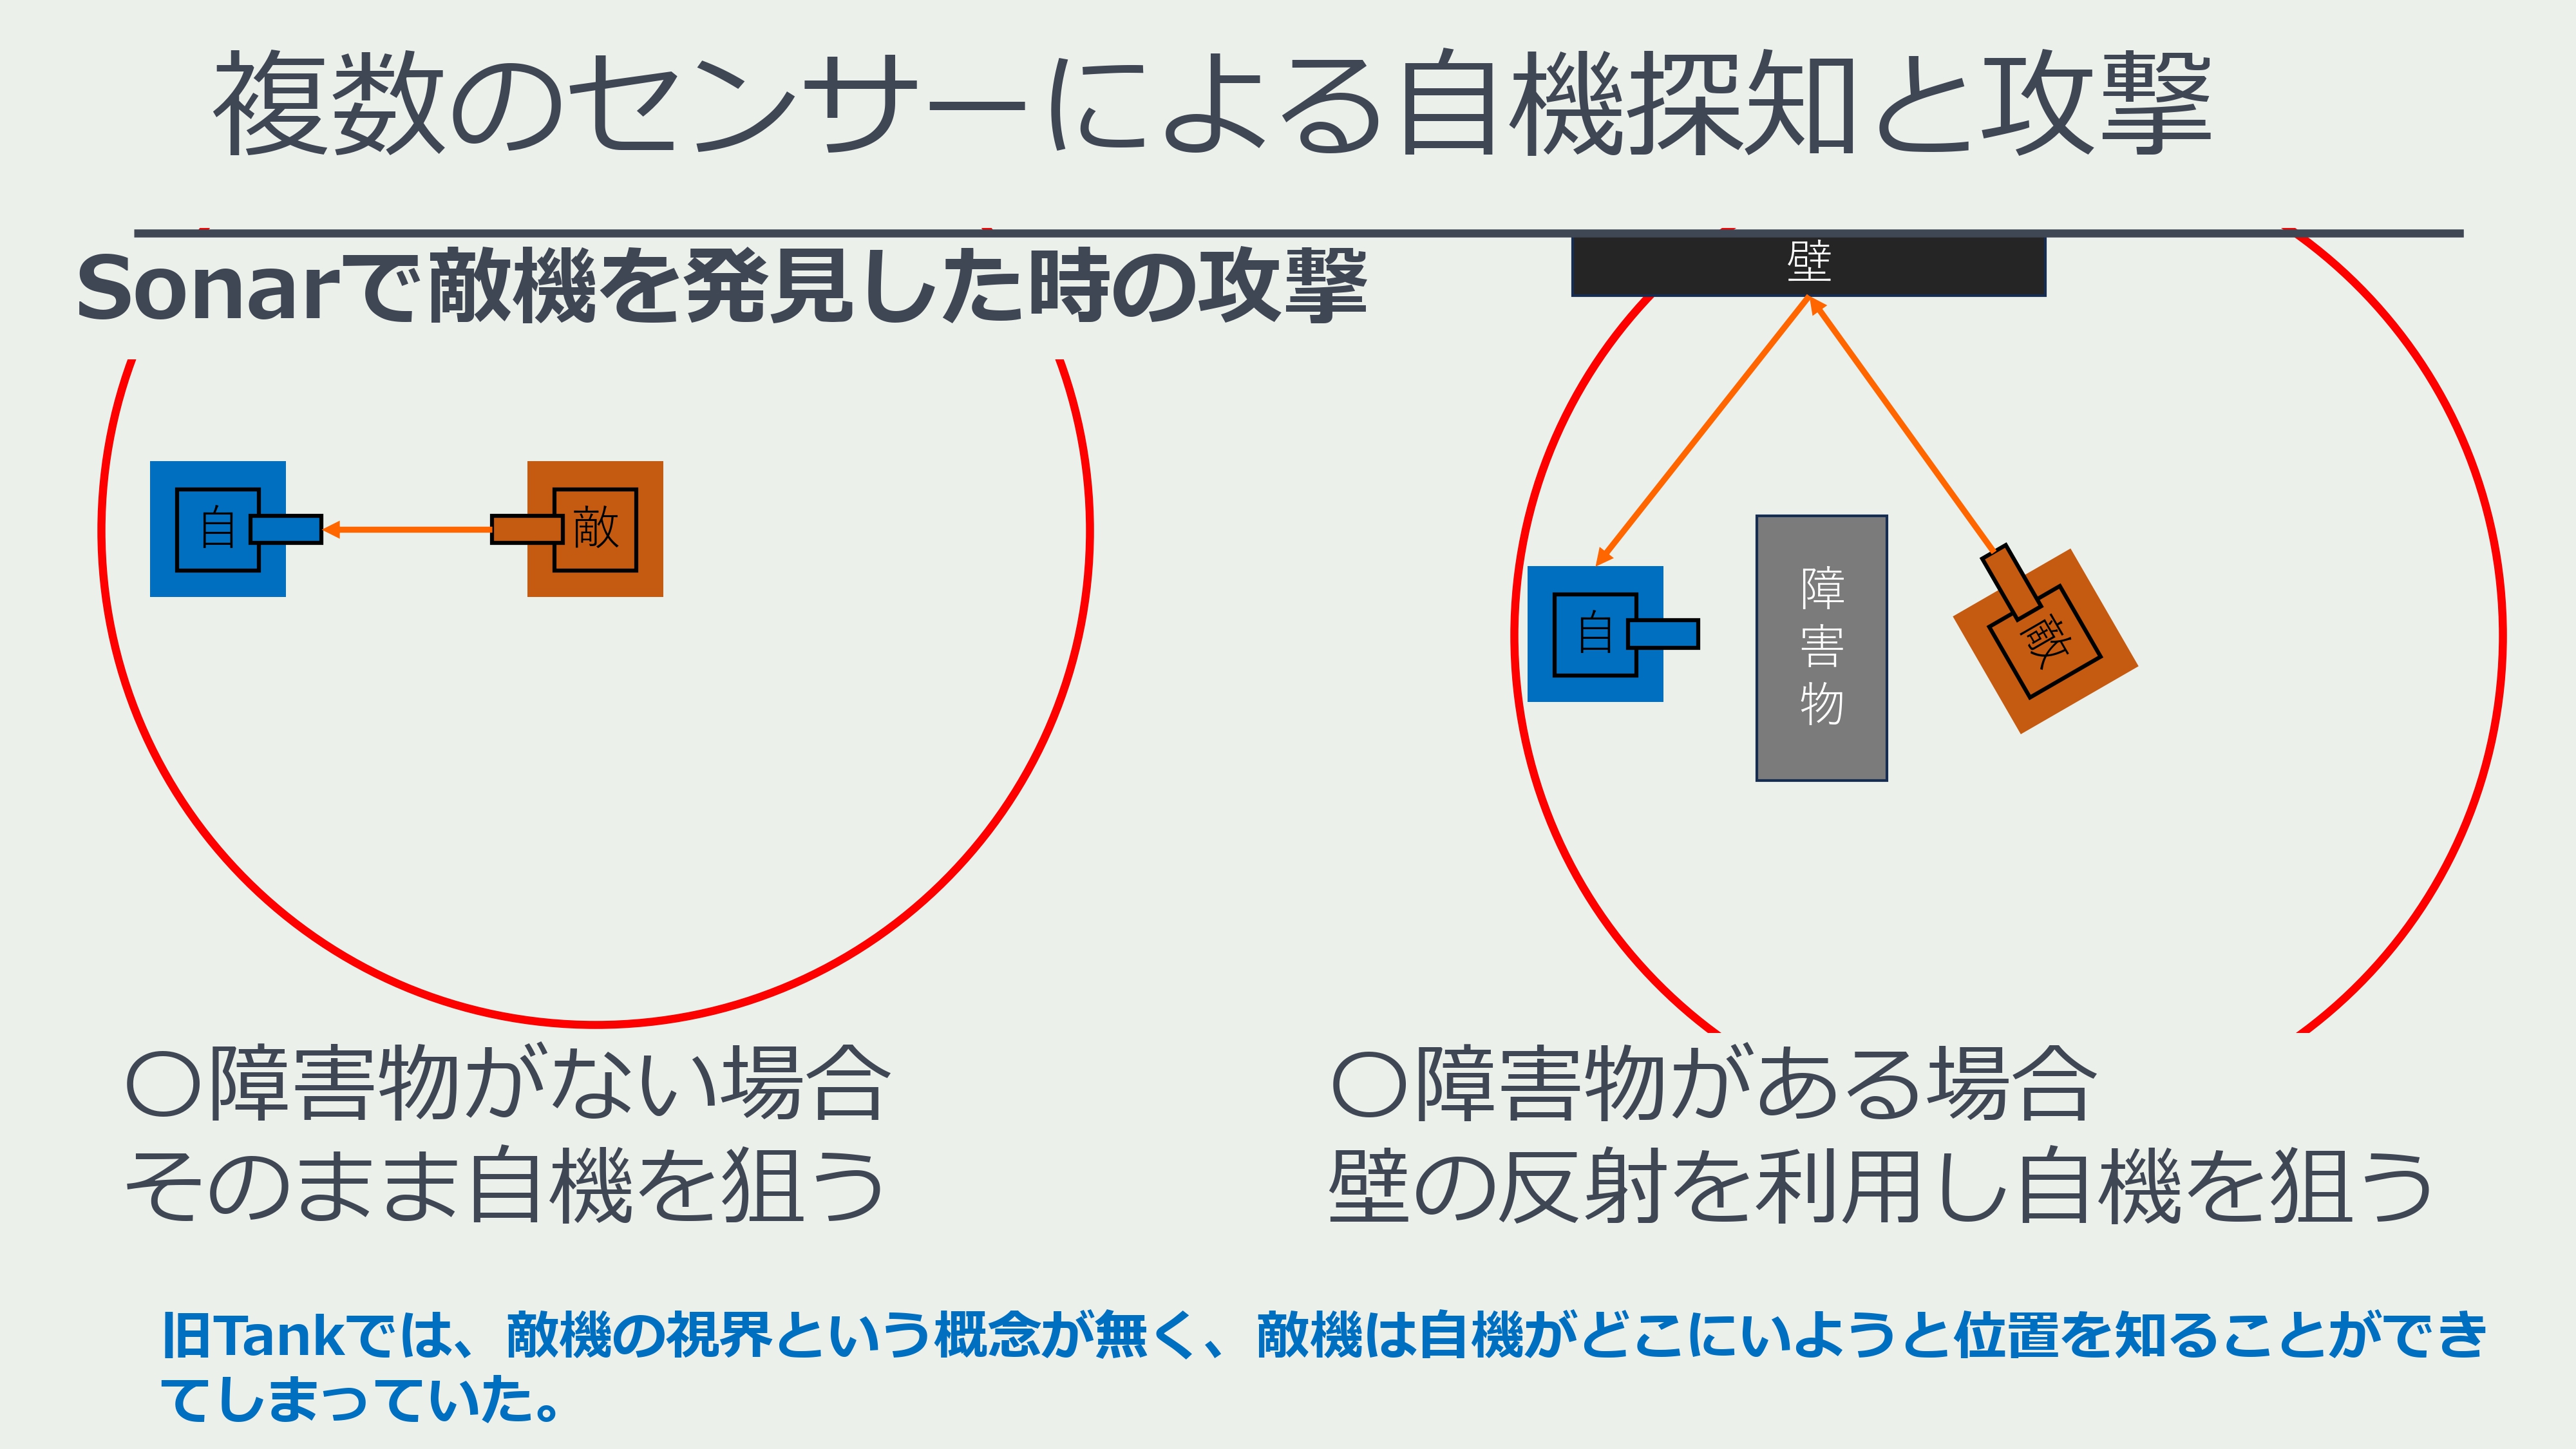 複数のセンサーによる自機探知と攻撃
Sonarで敵機を発見した時の攻撃
壁
自
敵
自
障
害
物
敵
〇障害物がない場合
そのまま自機を狙う
〇障害物がある場合
壁の反射を利用し自機を狙う
旧Tankでは、敵機の視界という概念が無く、敵機は自機がどこにいようと位置を知ることができ
てしまっていた。